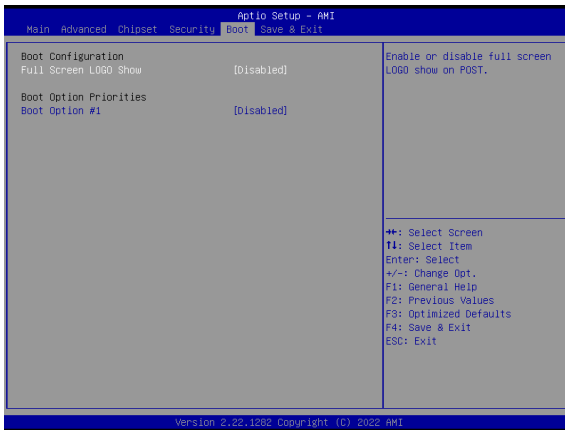 Aptio Setup – AMI
Main Advanced Chipset Security Boot Save & Exit
Boot Configuration
Full Screen LOGO Show [Disabled]
Boot Option Priorities
Boot Option #1 [Disabled]
Enable or disable full screen
LOGO show on POST.
→←: Select Screen
↑↓: Select Item
Enter: Select
+/-: Change Opt.
F1: General Help
F2: Previous Values
F3: Optimized Defaults
F4: Save & Exit
ESC: Exit
Version 2.22.1282 Copyright (C) 2022 AMI